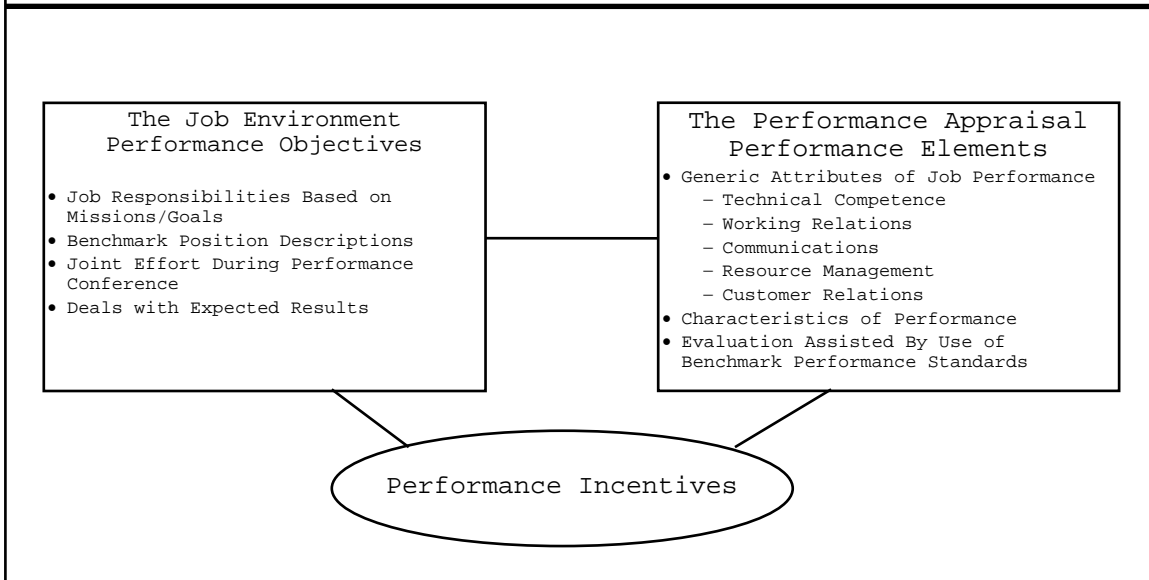 The Job Environment
Performance Objectives
• Job Responsibilities Based on
Missions/Goals
• Benchmark Position Descriptions
• Joint Effort During Performance
Conference
• Deals with Expected Results
The Performance Appraisal
Performance Elements
• Generic Attributes of Job Performance
– Technical Competence
– Working Relations
– Communications
– Resource Management
– Customer Relations
• Characteristics of Performance
• Evaluation Assisted By Use of
Benchmark Performance Standards
Performance Incentives